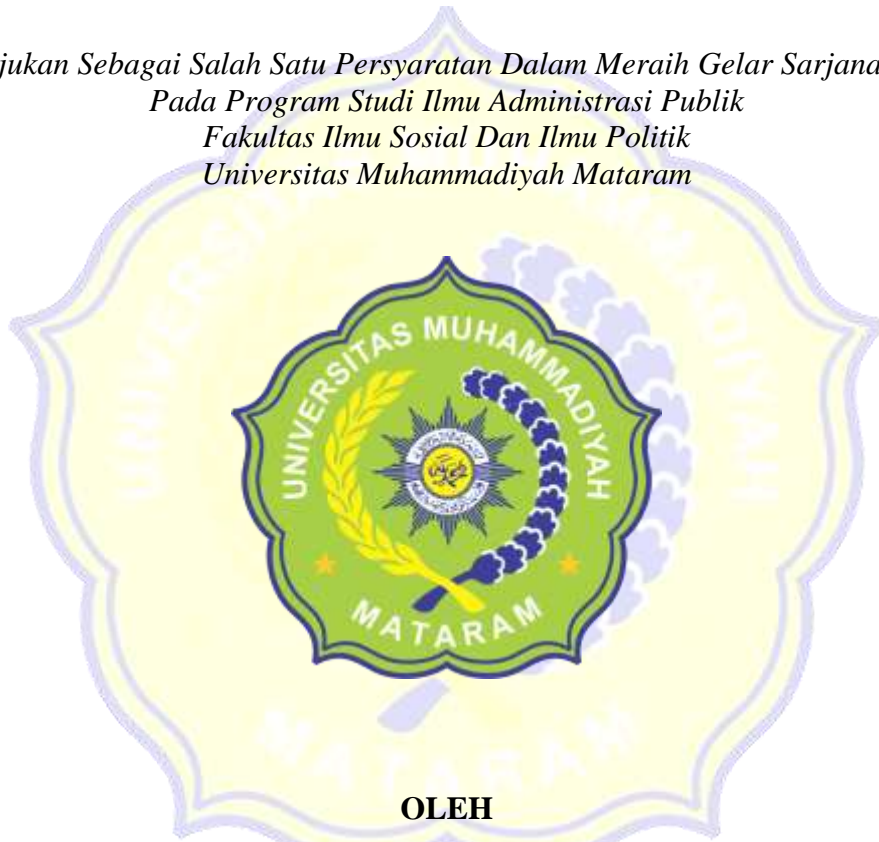 jukan Sebagai Salah Satu Persyaratan Dalam Meraih Gelar Sarjana
Pada Program Studi Ilmu Administrasi Publik
Fakultas Ilmu Sosial Dan Ilmu Politik
Universitas Muhammadiyah Mataram
UNIVERSITAS MUHAMMADIYAH
MATARAM
OLEH